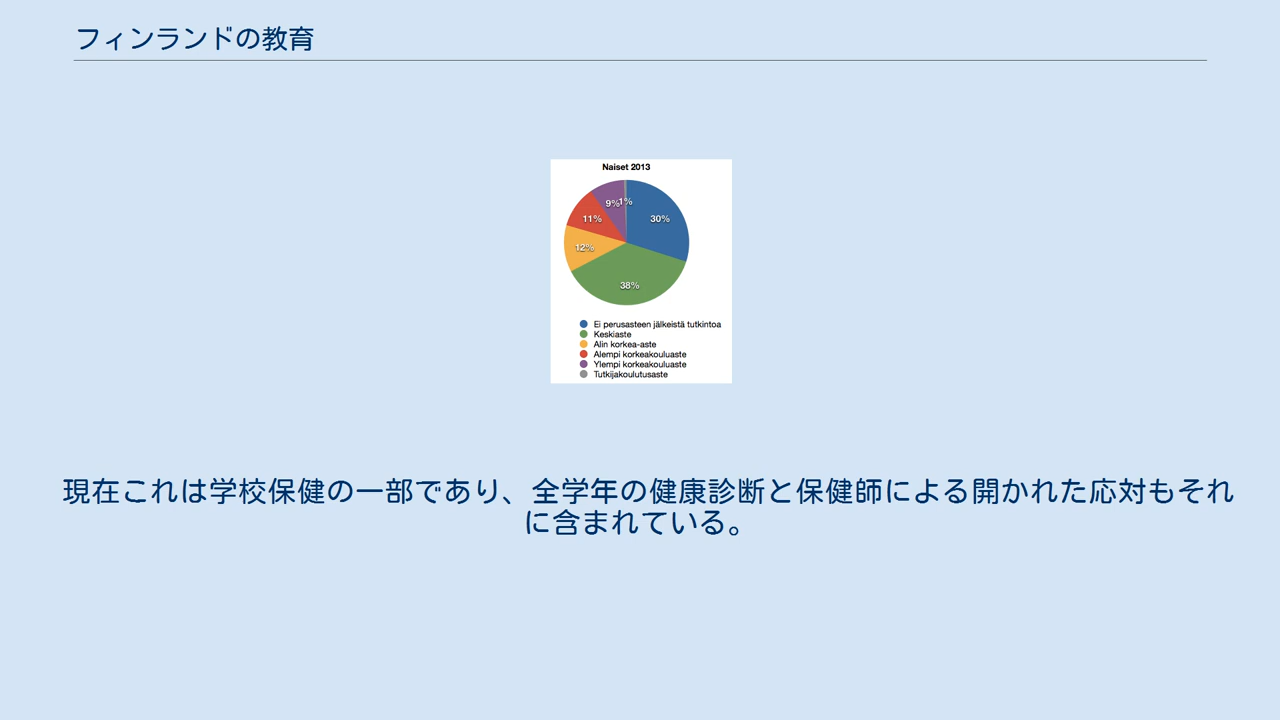 フィンランドの教育
Naiset 2013
9%
1%
30%
11%
12%
38%
Ei perusasteen jälkeistä tutkintoa
Keskiaste
Alin korkea-aste
Alempi korkeakouluaste
Ylempi korkeakouluaste
Tutkijakoulutusaste
現在これは学校保健の一部であり、全学年の健康診断と保健師による開かれた応対もそれ
に含まれている。